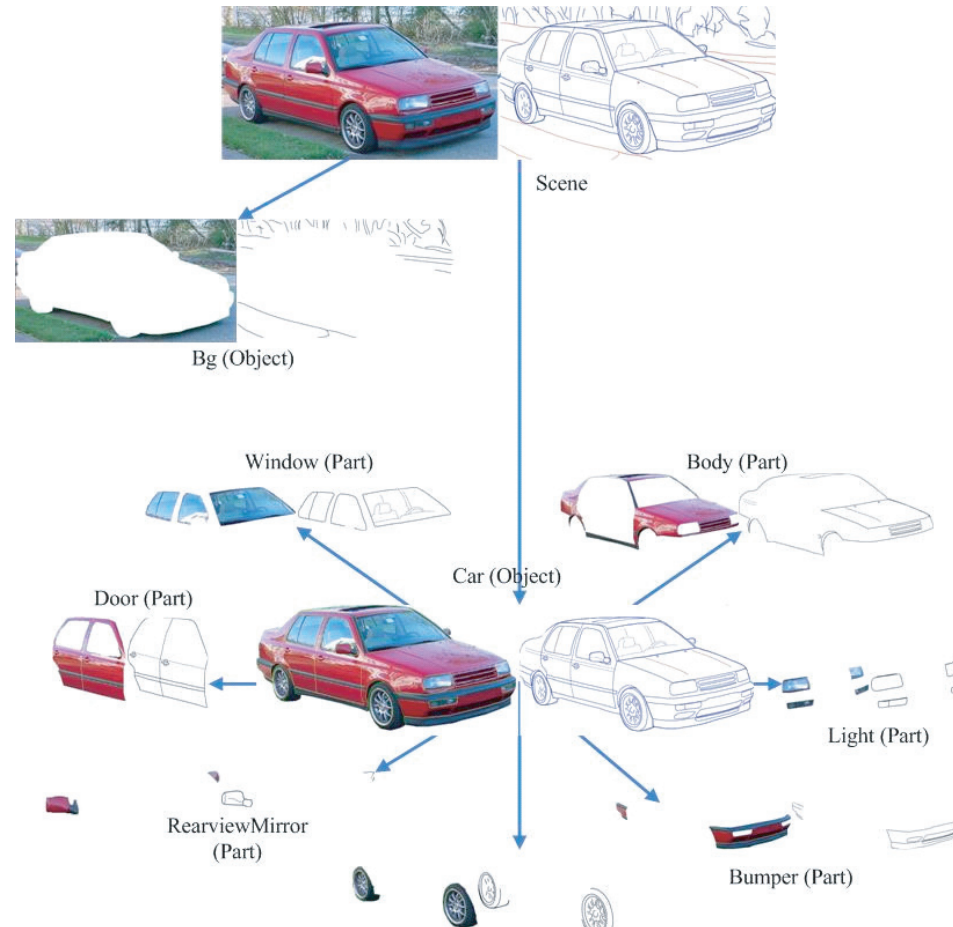 Scene
Bg (Object)
Window (Part)
Body (Part)
Car (Object)
Door (Part)
Light (Part)
RearviewMirror
(Part)
Bumper (Part)